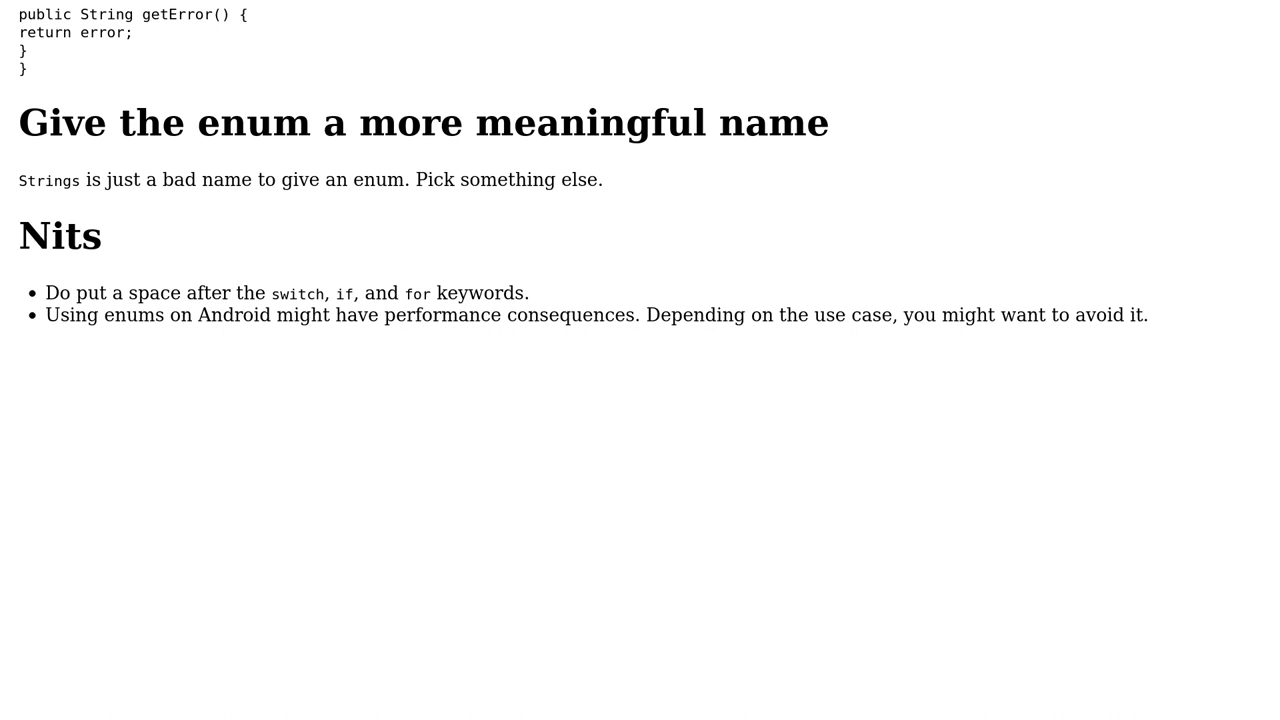 public String getError() {
return error;
}
}
Give the enum a more meaningful name
Strings is just a bad name to give an enum. Pick something else.
Nits
• Do put a space after the switch, if, and for keywords.
• Using enums on Android might have performance consequences. Depending on the use case, you might want to avoid it.